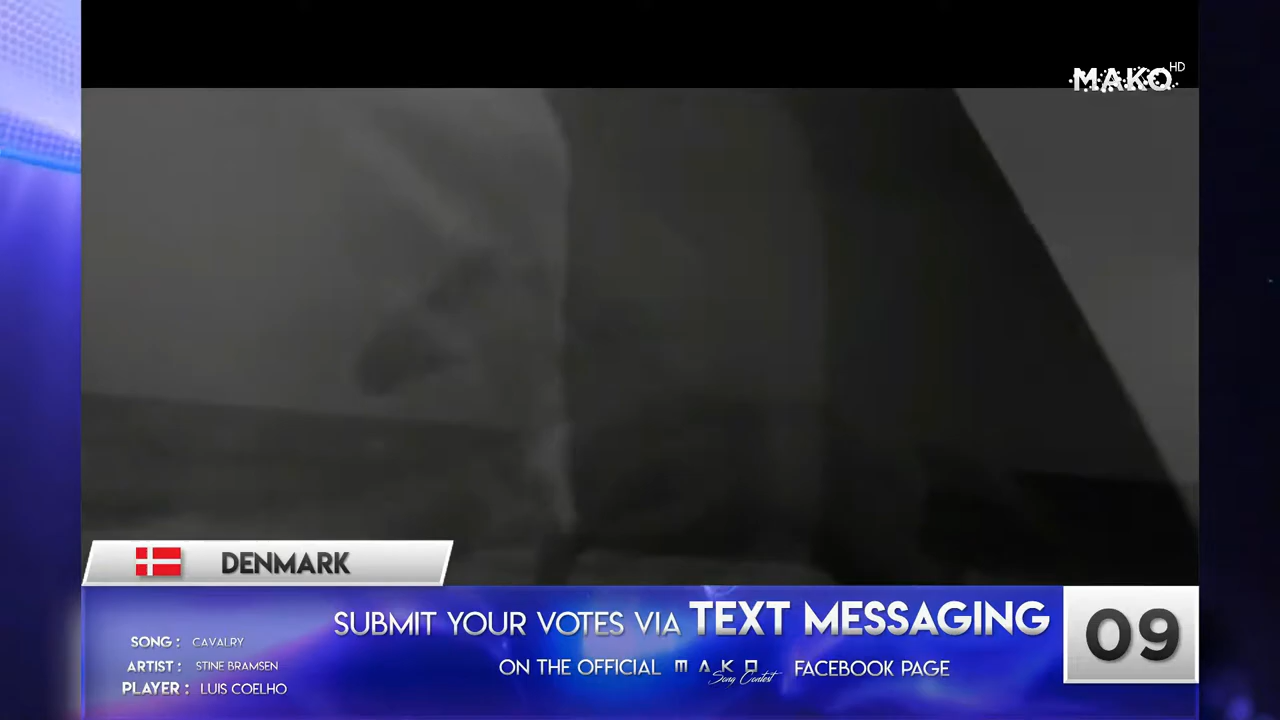 MAKO HD
DENMARK
SUBMIT YOUR VOTES VIA TEXT MESSAGING
ON THE OFFICIAL MAKO Song Contest FACEBOOK PAGE
SONG : CAVALRY
ARTIST : STINE BRAMSEN
PLAYER : LUIS COELHO
09